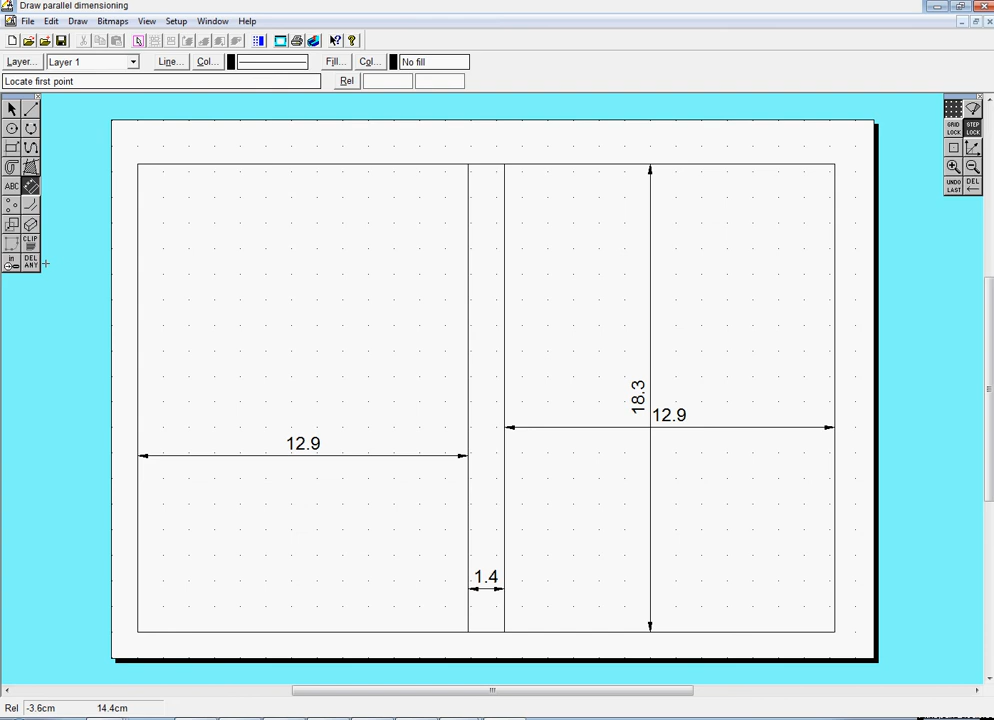 Draw parallel dimensioning
File Edit Draw Bitmaps View Setup Window Help
Layer... Layer 1 Line... Col... Fill... Col... No fill
Locate first point Rel
GRID LOCK STEP LOCK
ABC
UNDO LAST DEL
CLIP
in DEL ANY
18.3
12.9
12.9
1.4
Rel -3.6cm 14.4cm